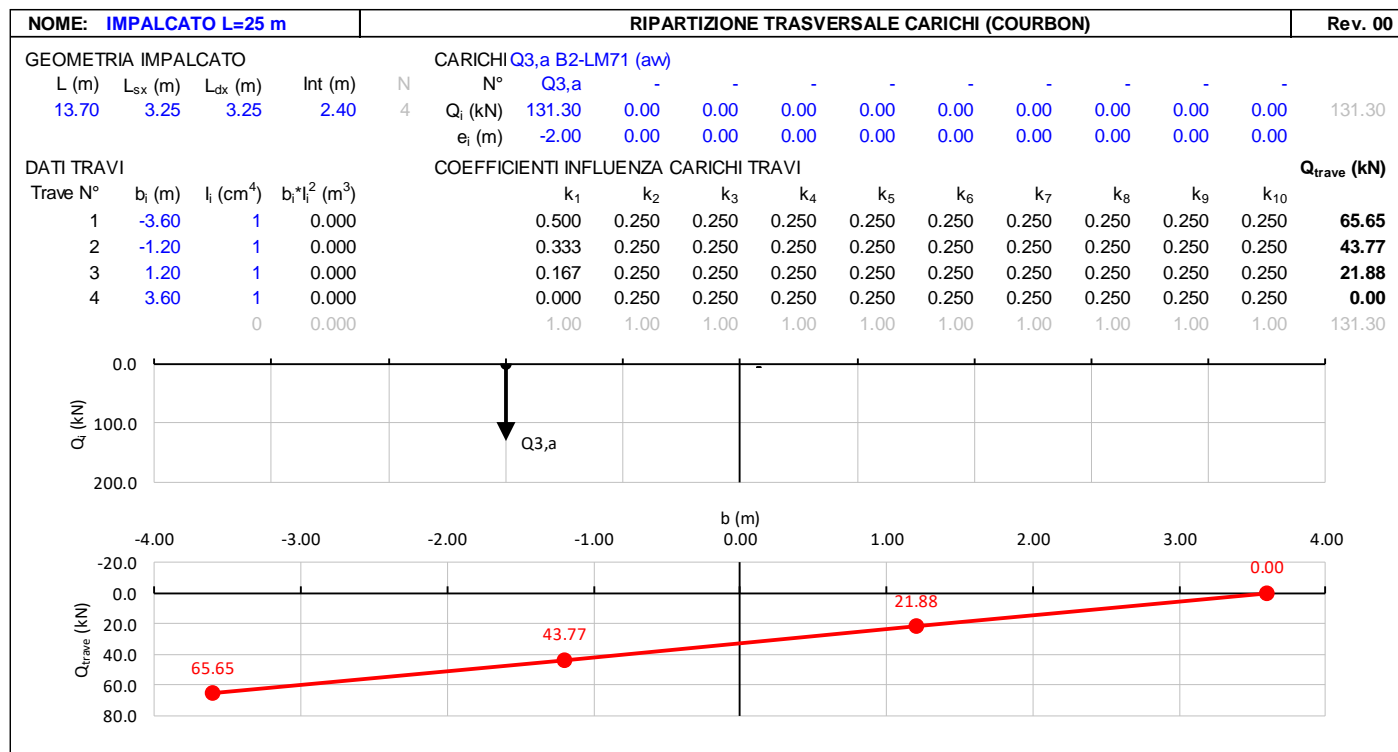 NOME: IMPALCATO L=25 m RIPARTIZIONE TRASVERSALE CARICHI (COURBON) Rev. 00
GEOMETRIA IMPALCATO CARICHI Q3,a B2-LM71 (avv)
L (m) Lsx (m) Ldx (m) Int (m) N N° Q3,a - - - - - - - - -
13.70 3.25 3.25 2.40 4 Qi (kN) 131.30 0.00 0.00 0.00 0.00 0.00 0.00 0.00 0.00 131.30
ei (m) -2.00 0.00 0.00 0.00 0.00 0.00 0.00 0.00 0.00
DATI TRAVI COEFFICIENTI INFLUENZA CARICHI TRAVI Qtrave (kN)
Trave N° bi (m) Ii (cm4) bi*Ii2 (m3) k1 k2 k3 k4 k5 k6 k7 k8 k9 k10
1 -3.60 1 0.000 0.500 0.250 0.250 0.250 0.250 0.250 0.250 0.250 0.250 0.250 65.65
2 -1.20 1 0.000 0.333 0.250 0.250 0.250 0.250 0.250 0.250 0.250 0.250 0.250 43.77
3 1.20 1 0.000 0.167 0.250 0.250 0.250 0.250 0.250 0.250 0.250 0.250 0.250 21.88
4 3.60 1 0.000 0.000 0.250 0.250 0.250 0.250 0.250 0.250 0.250 0.250 0.250 0.00
0 0.000 1.00 1.00 1.00 1.00 1.00 1.00 1.00 1.00 1.00 1.00 131.30
0.0
-
100.0
200.0
Qi (kN)
Q3,a
b (m)
-4.00 -3.00 -2.00 -1.00 0.00 1.00 2.00 3.00 4.00
-20.0
0.0
20.0
40.0
60.0
80.0
Qtrave (kN)
65.65
43.77
21.88
0.00